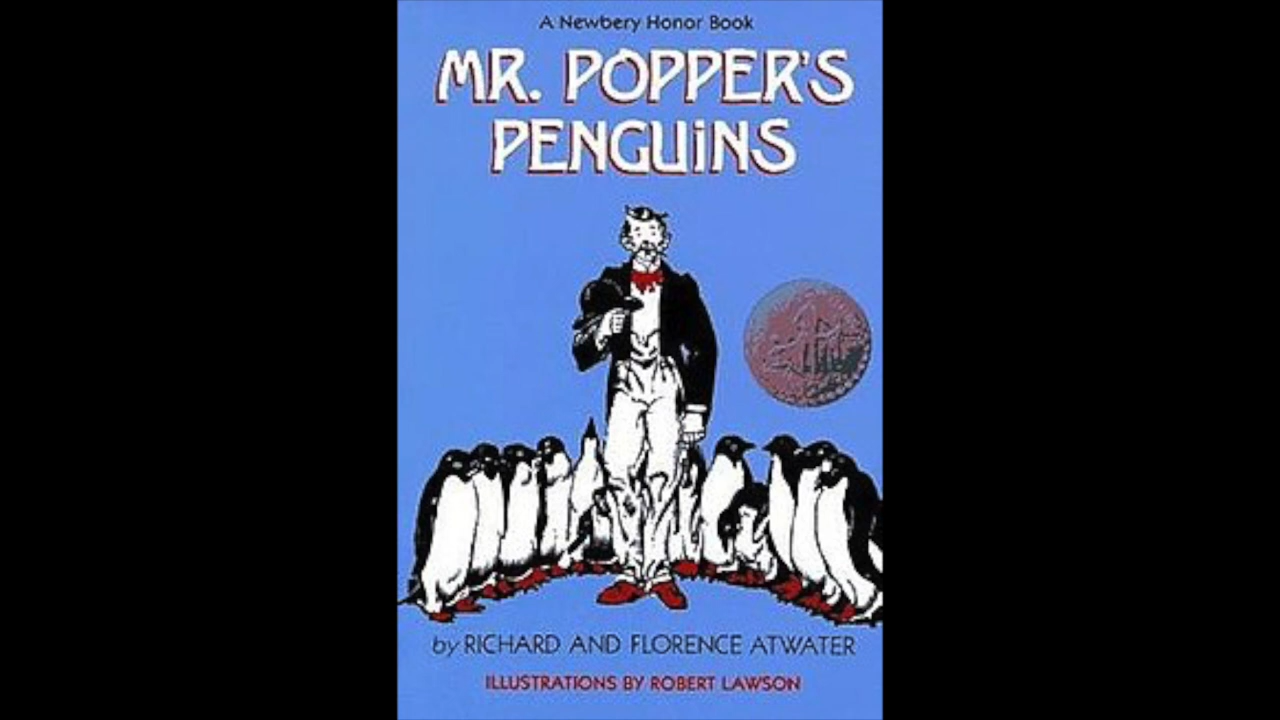 A Newbery Honor Book
MR. POPPER'S
PENGUiNS
by RICHARD AND FLORENCE ATWATER
ILLUSTRATIONS BY ROBERT LAWSON